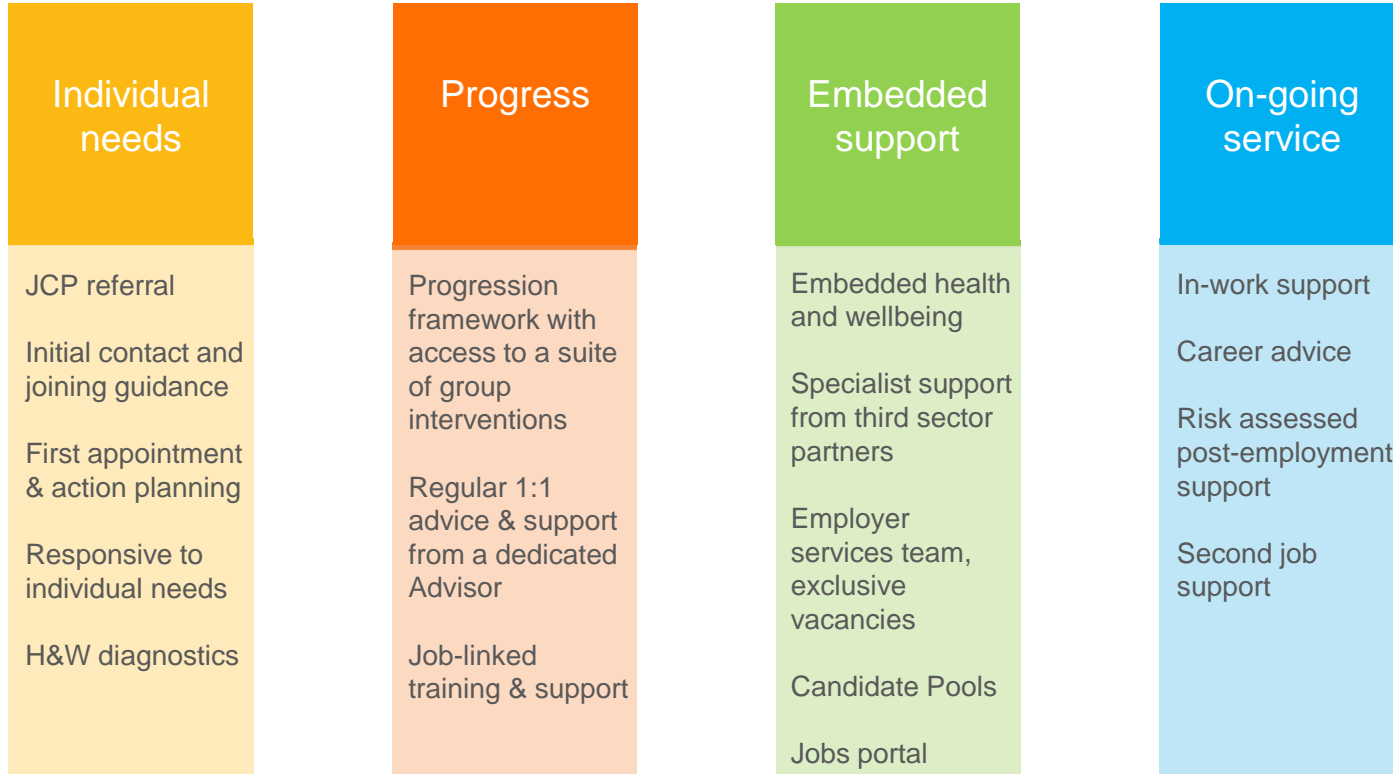 Individual
needs
JCP referral
Initial contact and
joining guidance
First appointment
& action planning
Responsive to
individual needs
H&W diagnostics
Progress
Progression
framework with
access to a suite
of group
interventions
Regular 1:1
advice & support
from a dedicated
Advisor
Job-linked
training & support
Embedded
support
Embedded health
and wellbeing
Specialist support
from third sector
partners
Employer
services team,
exclusive
vacancies
Candidate Pools
Jobs portal
On-going
service
In-work support
Career advice
Risk assessed
post-employment
support
Second job
support